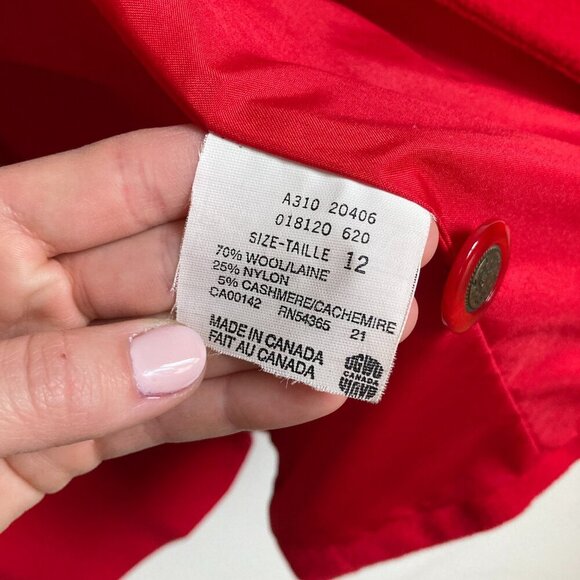 A310 20406
018120 620
SIZE-TAILLE 12
70% WOOL/LAINE
25% NYLON
5% CASHMERE/CACHEMIRE
CA00142 RN54365 21
MADE IN CANADA
FAIT AU CANADA
CANADA